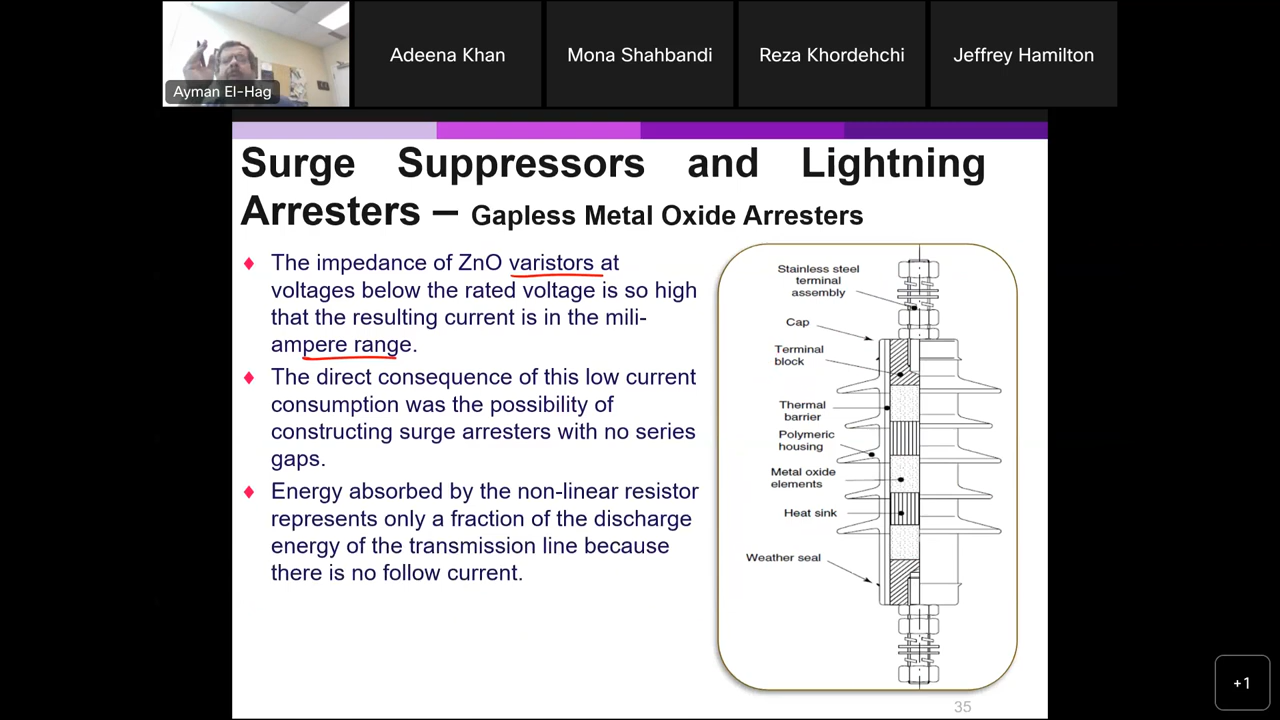 Ayman El-Hag
Adeena Khan
Mona Shahbandi
Reza Khordehchi
Jeffrey Hamilton
Surge Suppressors and Lightning
Arresters – Gapless Metal Oxide Arresters
♦ The impedance of ZnO varistors at
voltages below the rated voltage is so high
that the resulting current is in the mili-
ampere range.
♦ The direct consequence of this low current
consumption was the possibility of
constructing surge arresters with no series
gaps.
♦ Energy absorbed by the non-linear resistor
represents only a fraction of the discharge
energy of the transmission line because
there is no follow current.
Stainless steel
terminal
assembly
Cap
Terminal
block
Thermal
barrier
Polymeric
housing
Metal oxide
elements
Heat sink
Weather seal
35
+1